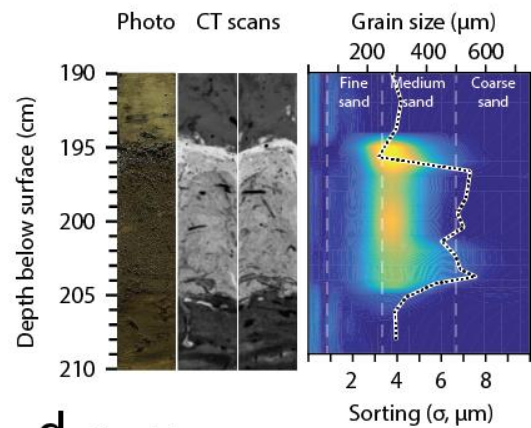 Photo CT scans Grain size (μm)
200 400 600
190
195
200
205
210
Depth below surface (cm)
Fine sand
Medium sand
Coarse sand
2 4 6 8
Sorting (σ, μm)
d